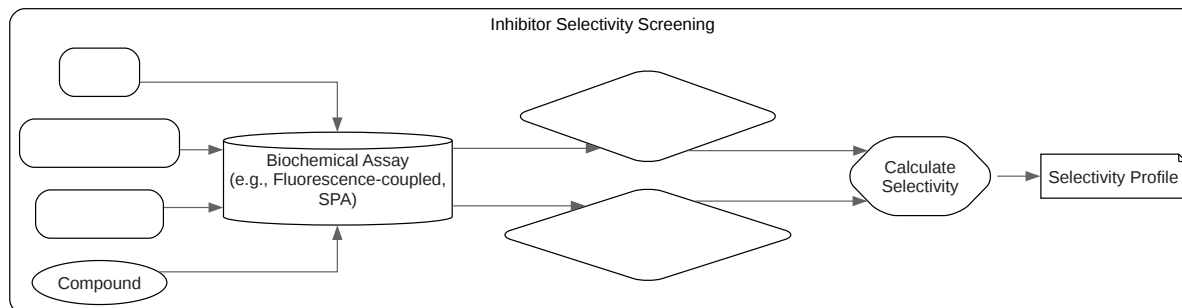 Inhibitor Selectivity Screening
Biochemical Assay
(e.g., Fluorescence-coupled,
SPA)
Compound
Calculate
Selectivity
Selectivity Profile